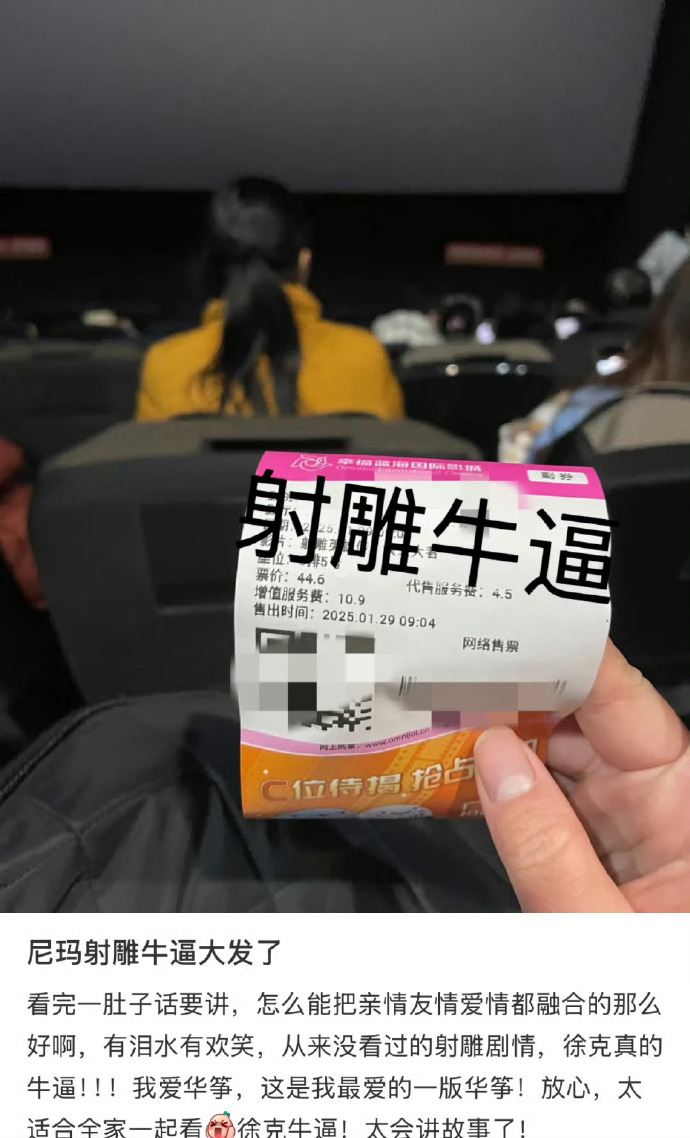 幸福蓝海国际影城
Omnijoi International Cinema
副券
射雕牛逼
票价: 44.6
代售服务费: 4.5
增值服务费: 10.9
售出时间: 2025.01.29 09:04
网络售票
www.omnijoi.cn
C位待揭 抢占
尼玛射雕牛逼大发了
看完一肚子话要讲，怎么能把亲情友情爱情都融合的那么
好啊，有泪水有欢笑，从来没看过的射雕剧情，徐克真的
牛逼!!! 我爱华筝，这是我最爱的一版华筝！放心，太
适合全家一起看徐克牛逼！太会讲故事了！